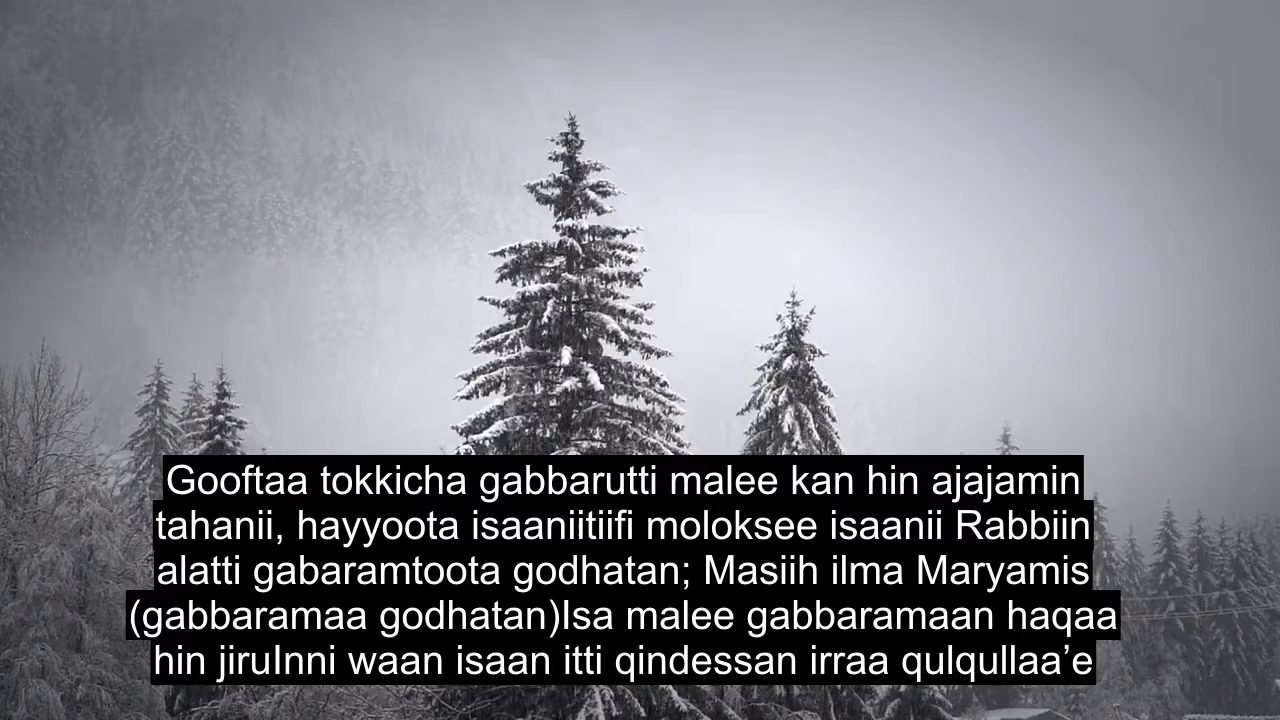 Gooftaa tokkicha gabbarutti malee kan hin ajajamin
tahanii, hayyoota isaaniitiifi moloksee isaanii Rabbiin
alatti gabaramtoota godhatan; Masiih ilma Maryamis
(gabbaramaa godhatan)Isa malee gabbaramaan haqaa
hin jiruInni waan isaan itti qindessan irraa qulqullaa’e